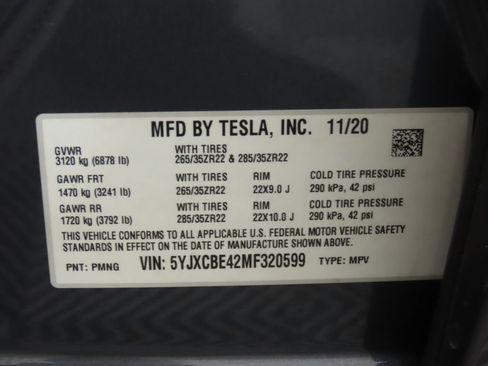 MFD BY TESLA, INC. 11/20
GVWR WITH TIRES
3120 kg (6878 lb) 265/35ZR22 & 285/35ZR22
GAWR FRT WITH TIRES RIM COLD TIRE PRESSURE
1470 kg (3241 lb) 265/35ZR22 22X9.0 J 290 kPa, 42 psi
GAWR RR WITH TIRES RIM COLD TIRE PRESSURE
1720 kg (3792 lb) 285/35ZR22 22X10.0 J 290 kPa, 42 psi
THIS VEHICLE CONFORMS TO ALL APPLICABLE U.S. FEDERAL MOTOR VEHICLE SAFETY
STANDARDS IN EFFECT ON THE DATE OF MANUFACTURE SHOWN ABOVE.
PNT: PMNG VIN: 5YJXCBE42MF320599 TYPE: MPV